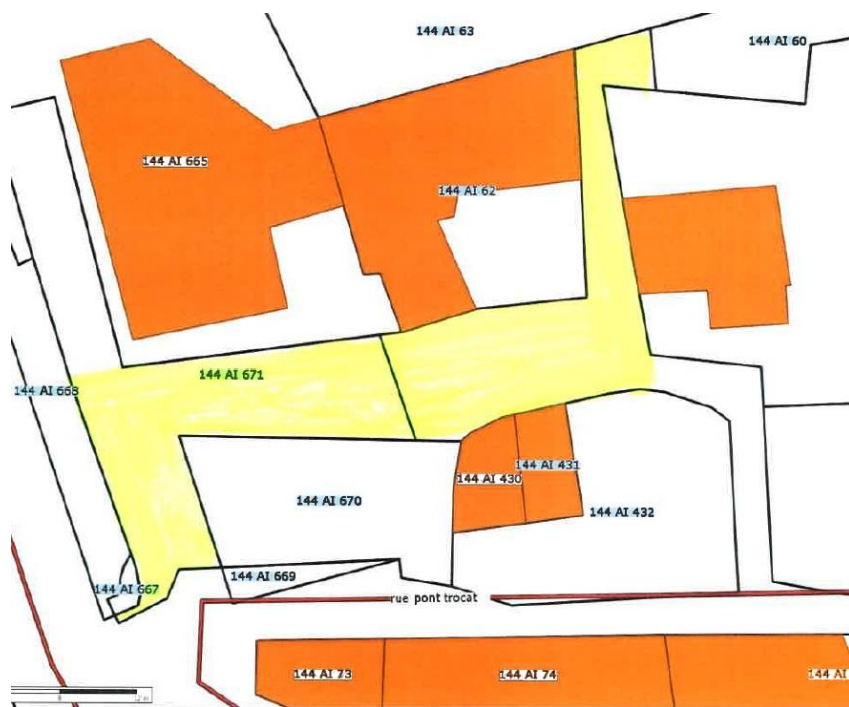 144 AI 63
144 AI 60
144 AI 665
144 AI 62
144 AI 671
144 AI 668
144 AI 431
144 AI 430
144 AI 670
144 AI 432
144 AI 669
144 AI 667
rue pont trocat
144 AI 73
144 AI 74
144 AI